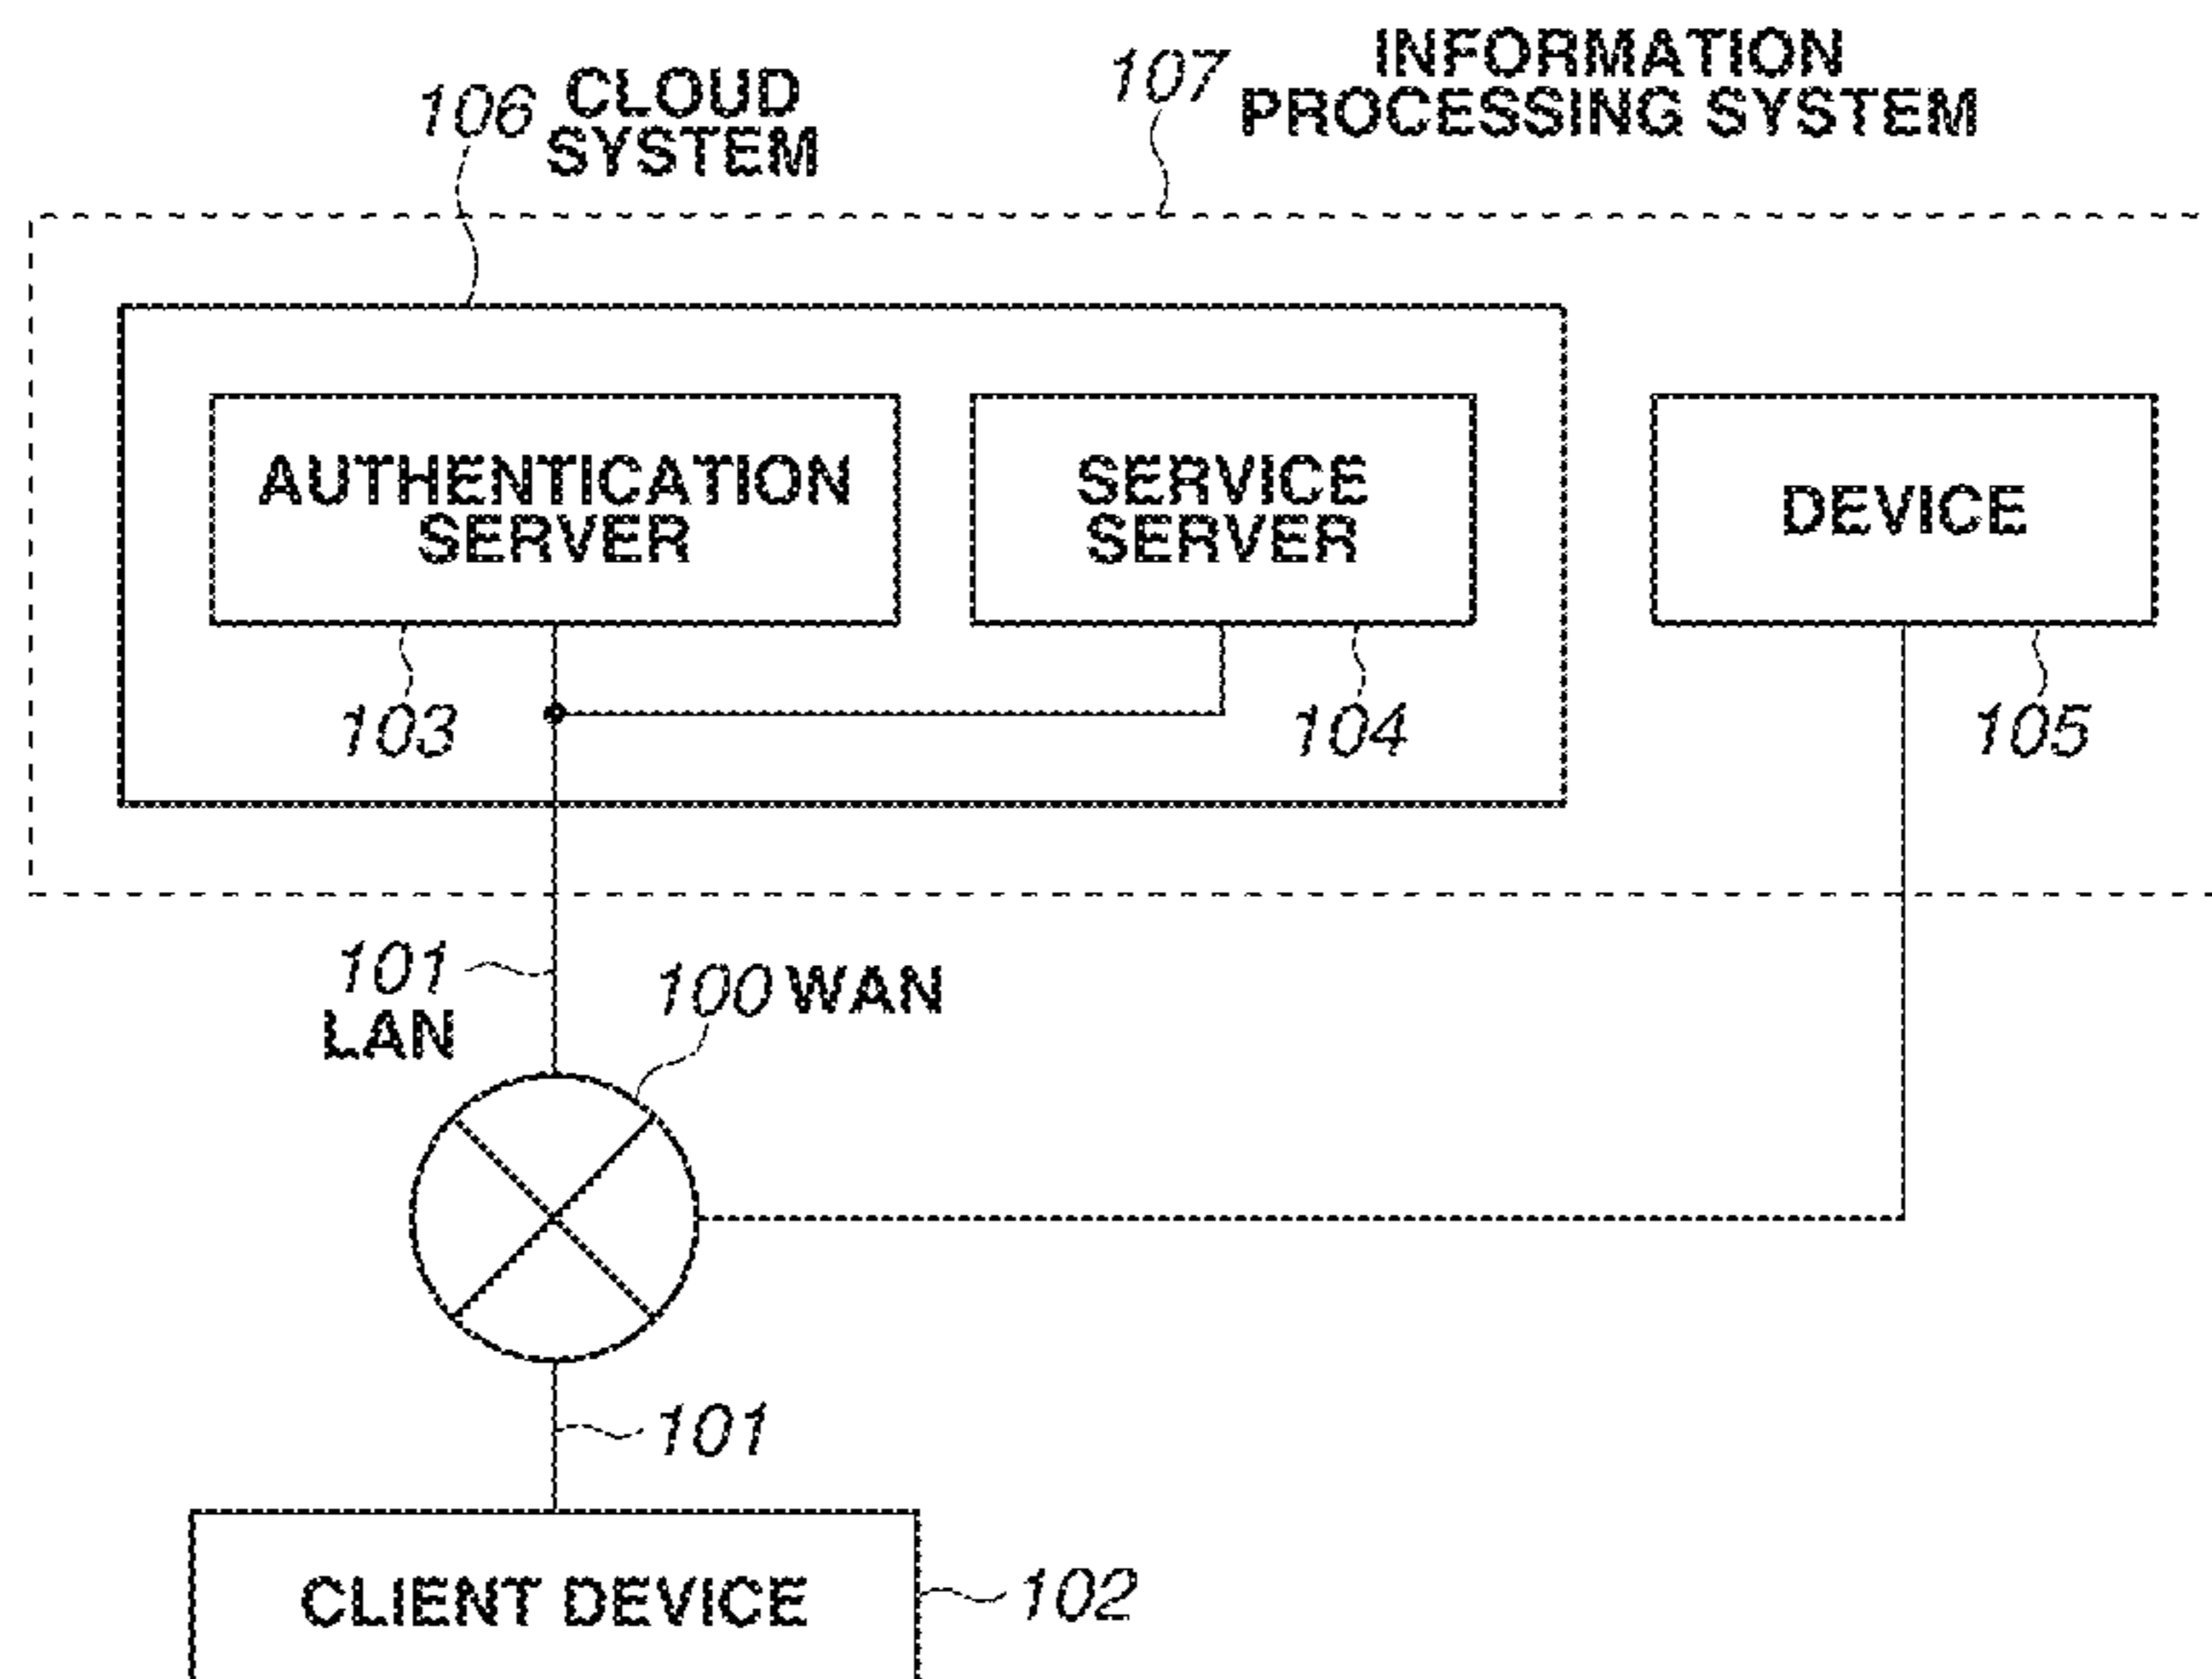 106 CLOUD
SYSTEM
107 INFORMATION
PROCESSING SYSTEM
AUTHENTICATION
SERVER
SERVICE
SERVER
DEVICE
103
104
105
101
LAN
100 WAN
101
CLIENT DEVICE
102